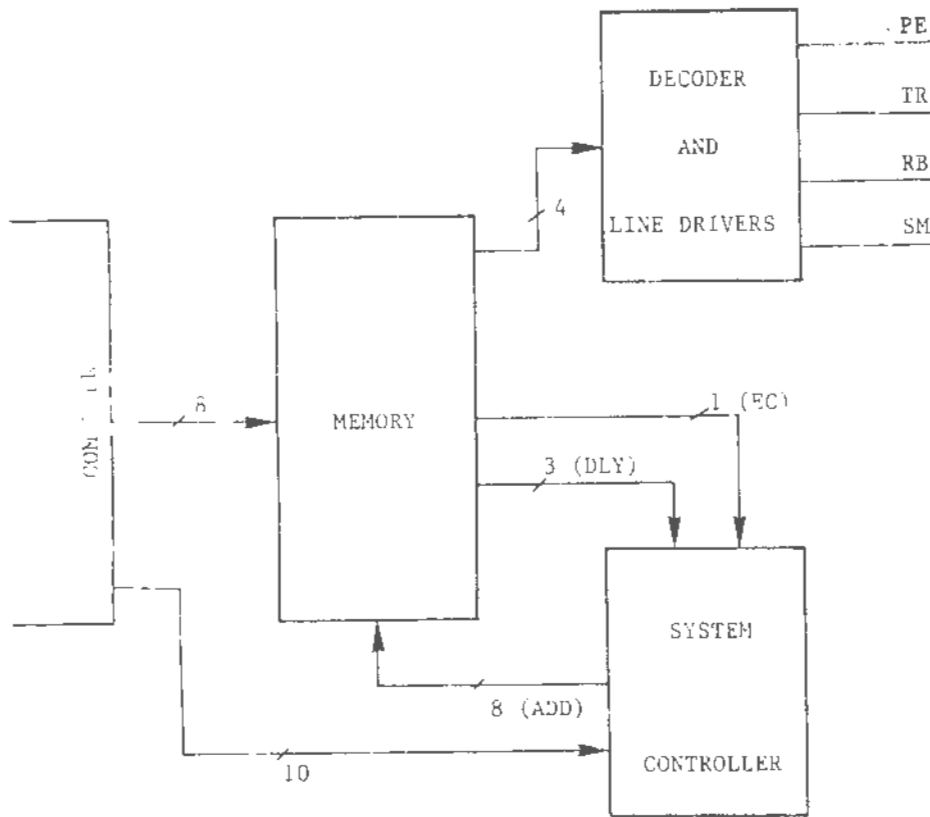 PE
DECODER
TR
AND
RB
4
LINE DRIVERS
SM
8
MEMORY
1 (EC)
3 (DLY)
SYSTEM
8 (ADD)
10
CONTROLLER